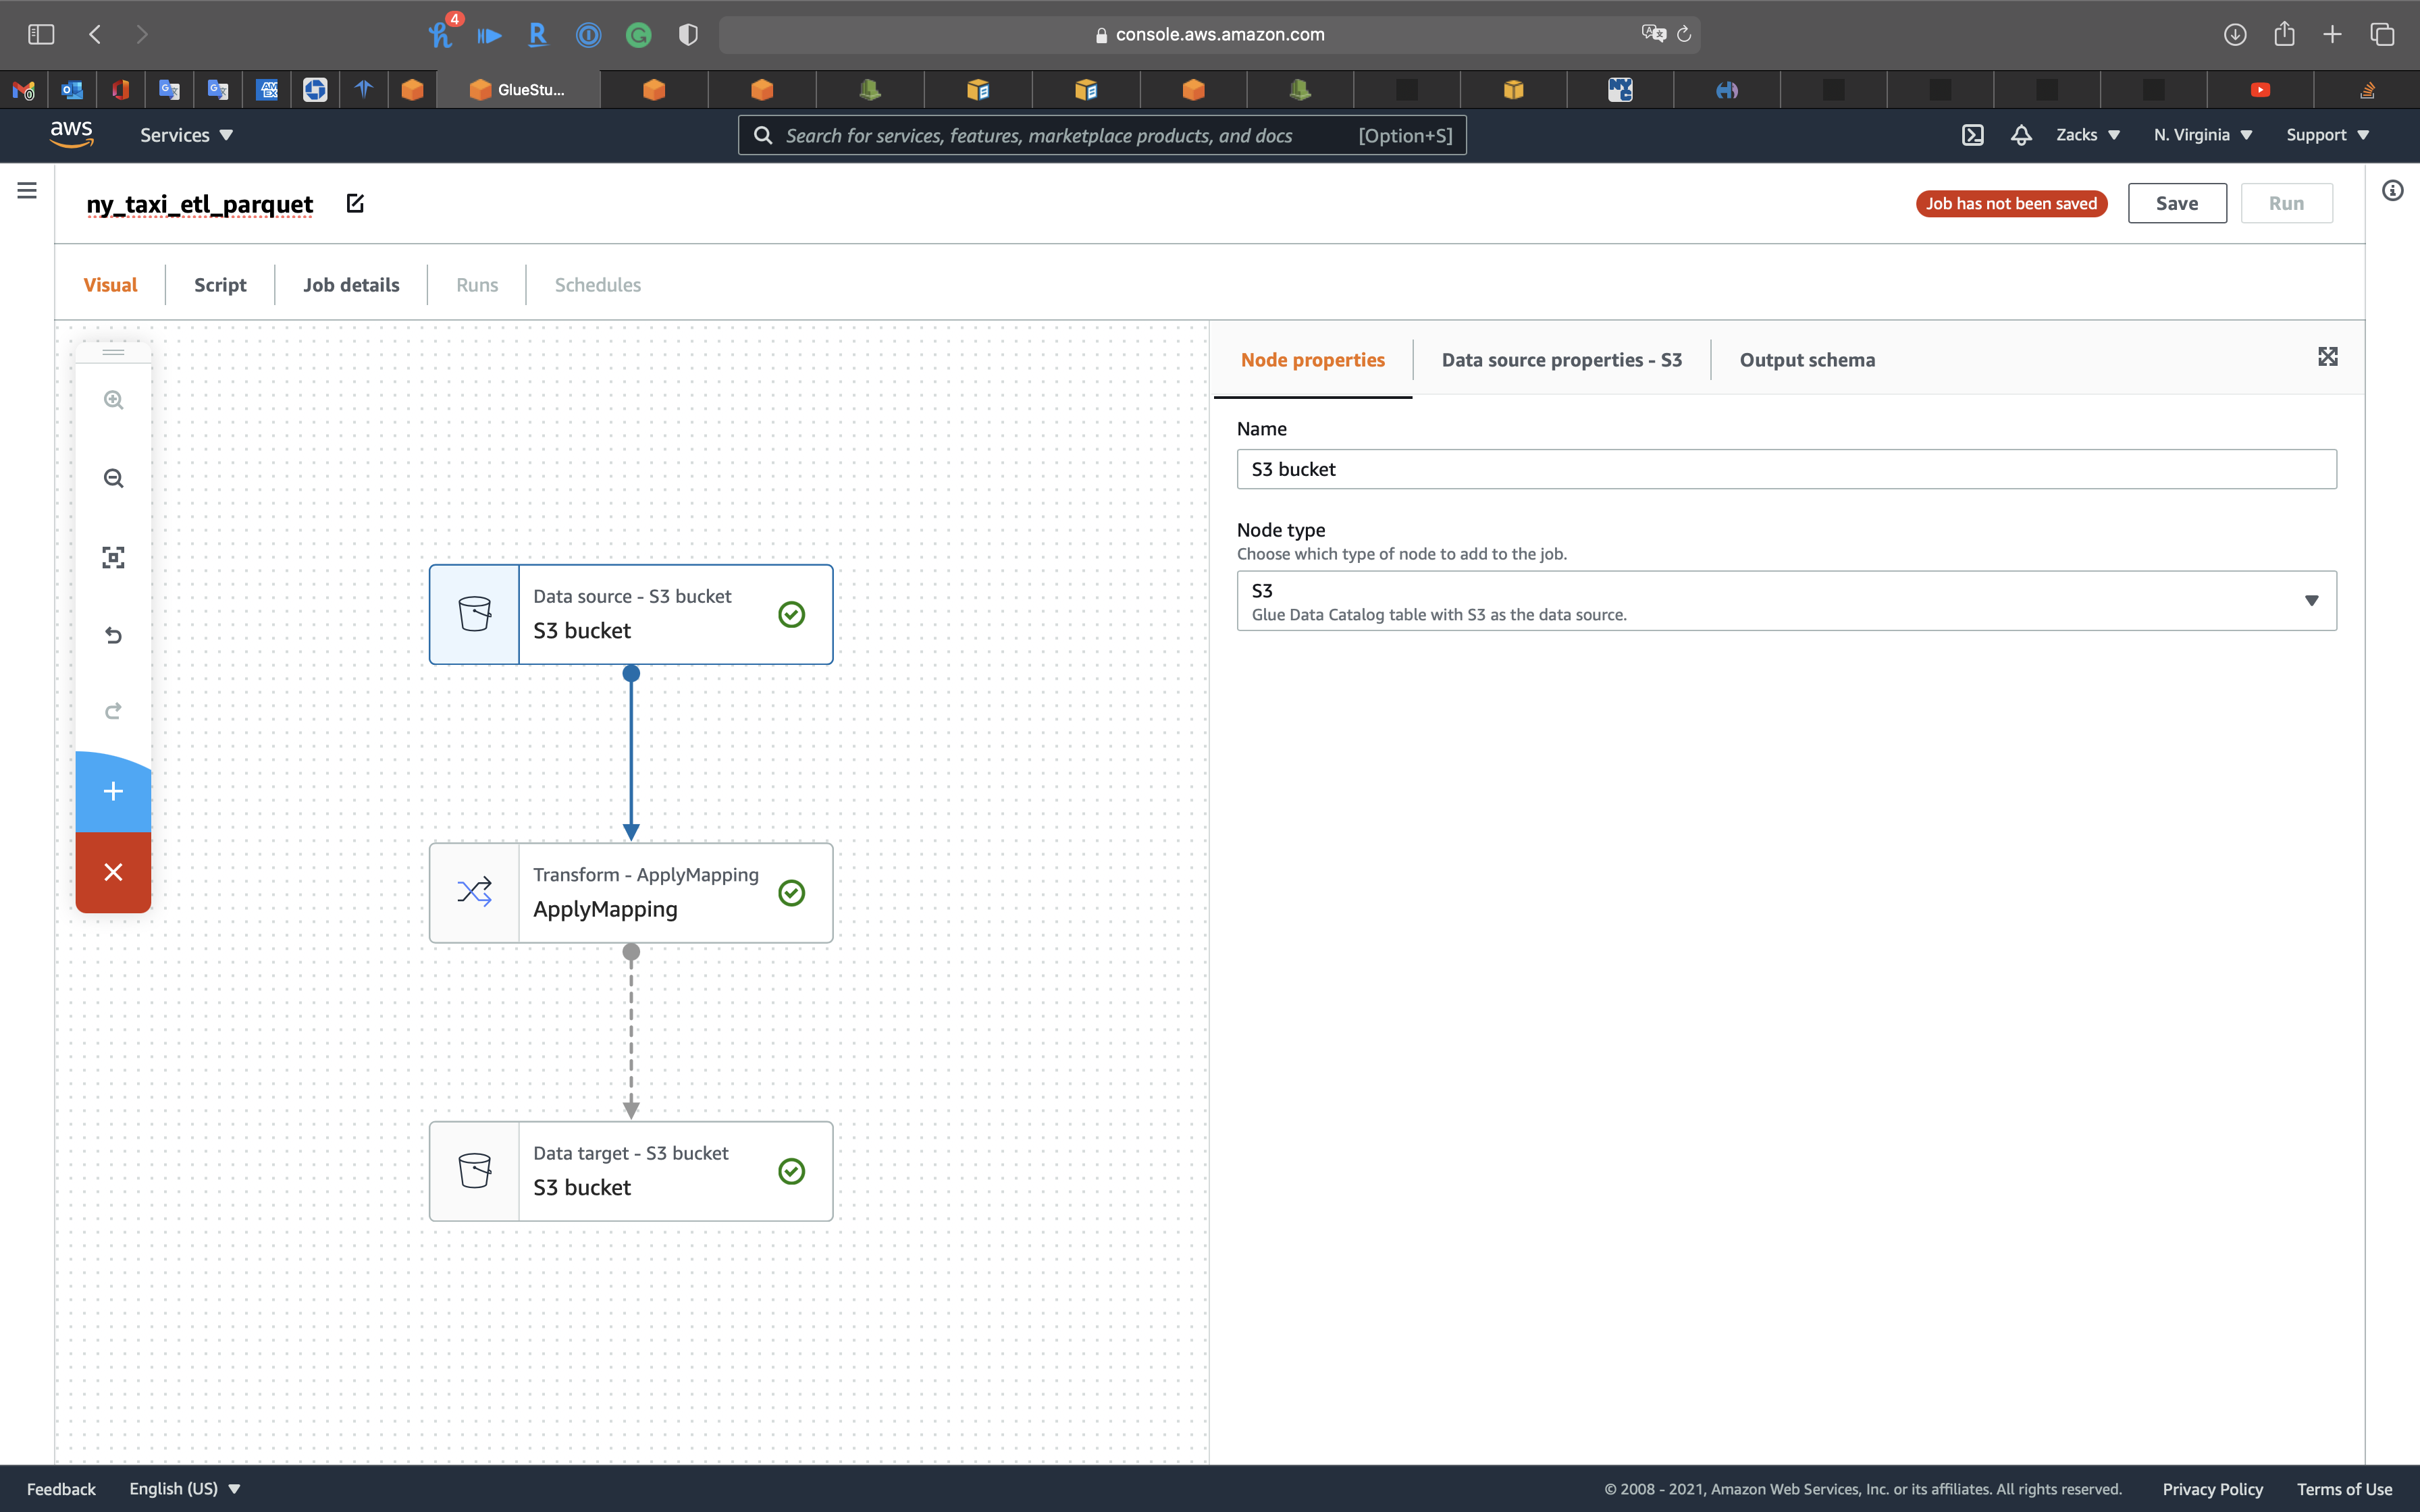 4
console.aws.amazon.com
GlueStu...
aws
Services
Search for services, features, marketplace products, and docs [Option+S]
Zacks
N. Virginia
Support
ny_taxi_etl_parquet
Job has not been saved
Save
Run
Visual
Script
Job details
Runs
Schedules
Node properties
Data source properties - S3
Output schema
Name
S3 bucket
Node type
Choose which type of node to add to the job.
S3
Glue Data Catalog table with S3 as the data source.
Data source - S3 bucket
S3 bucket
Transform - ApplyMapping
ApplyMapping
Data target - S3 bucket
S3 bucket
Feedback
English (US)
© 2008 - 2021, Amazon Web Services, Inc. or its affiliates. All rights reserved.
Privacy Policy
Terms of Use